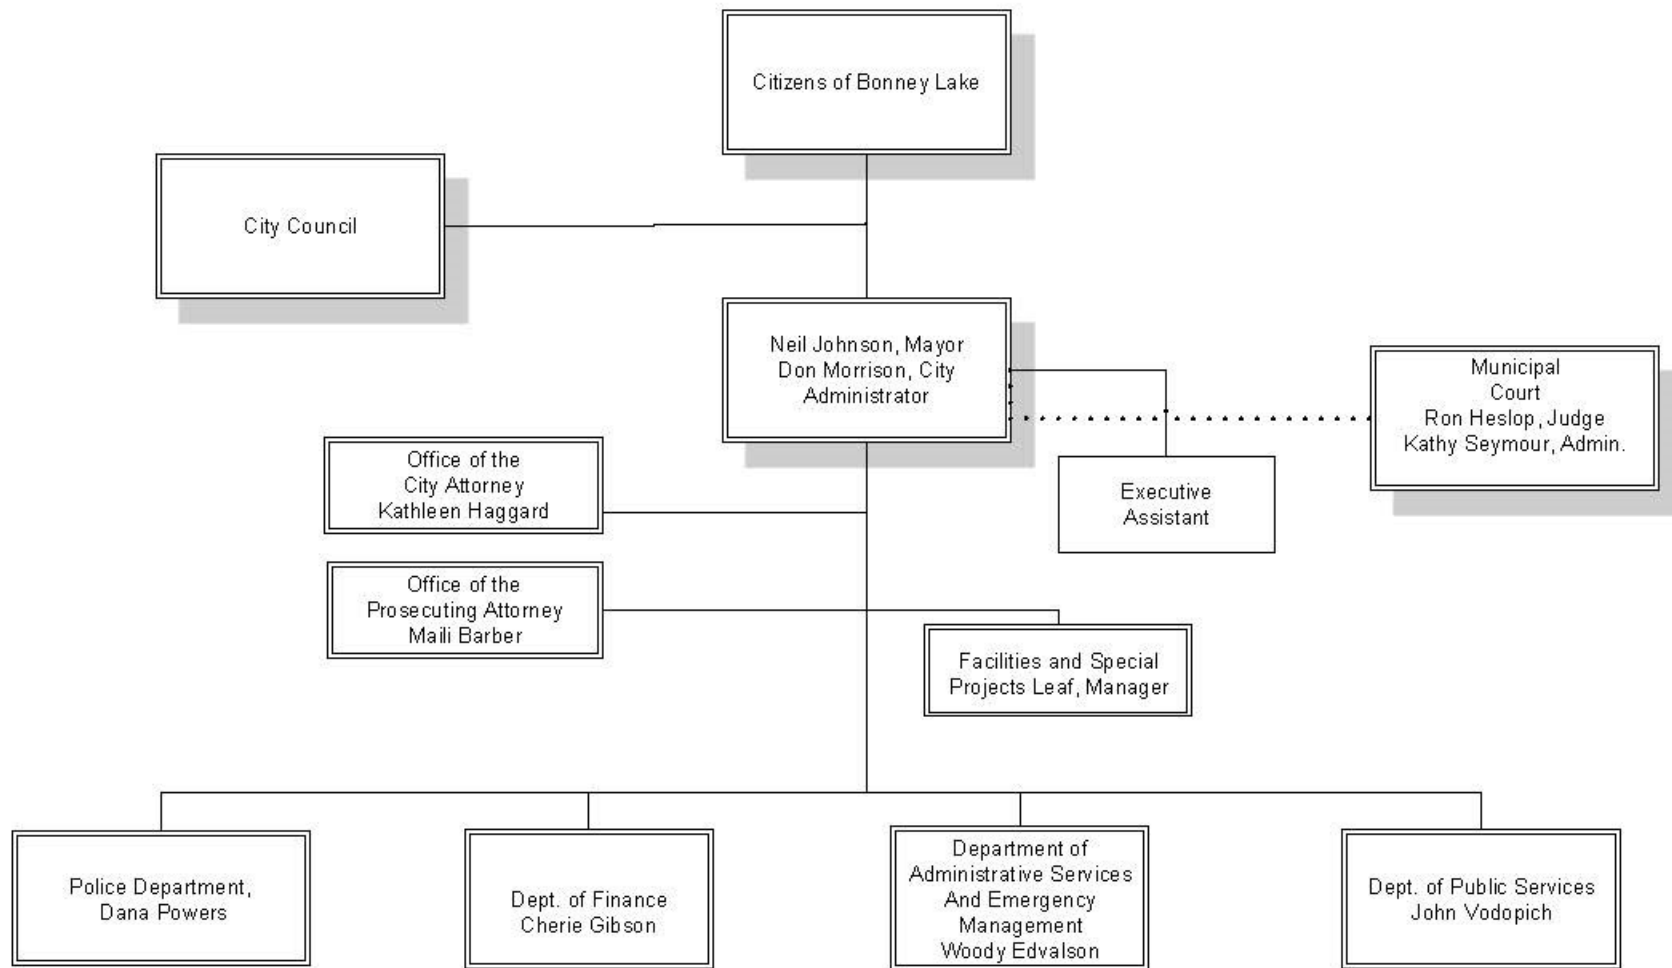 Citizens of Bonney Lake
City Council
Neil Johnson, Mayor
Don Morrison, City
Administrator
Municipal
Court
Ron Heslop, Judge
Kathy Seymour, Admin.
Office of the
City Attorney
Kathleen Haggard
Executive
Assistant
Office of the
Prosecuting Attorney
Maili Barber
Facilities and Special
Projects Leaf, Manager
Police Department,
Dana Powers
Dept. of Finance
Cherie Gibson
Department of
Administrative Services
And Emergency
Management
Woody Edvalson
Dept. of Public Services
John Vodopich